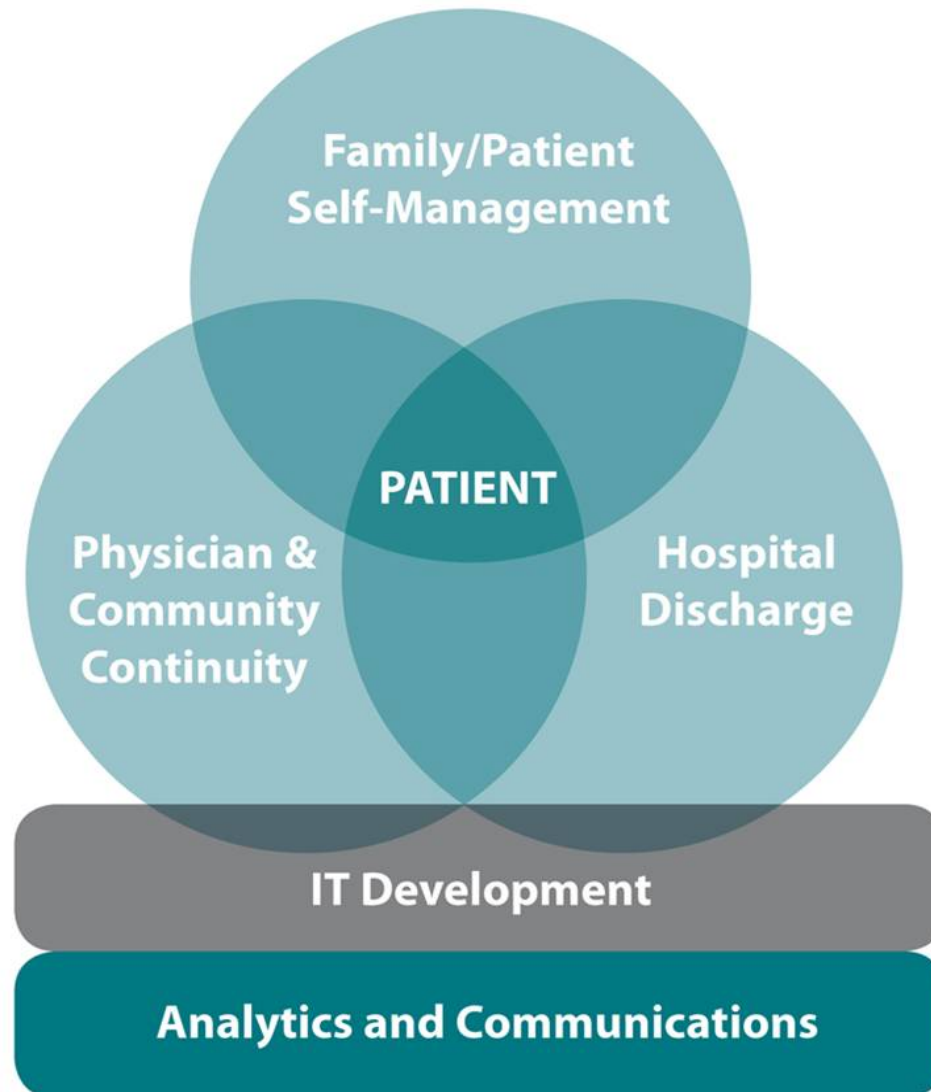 Family/Patient
Self-Management
PATIENT
Physician &
Community
Continuity
Hospital
Discharge
IT Development
Analytics and Communications